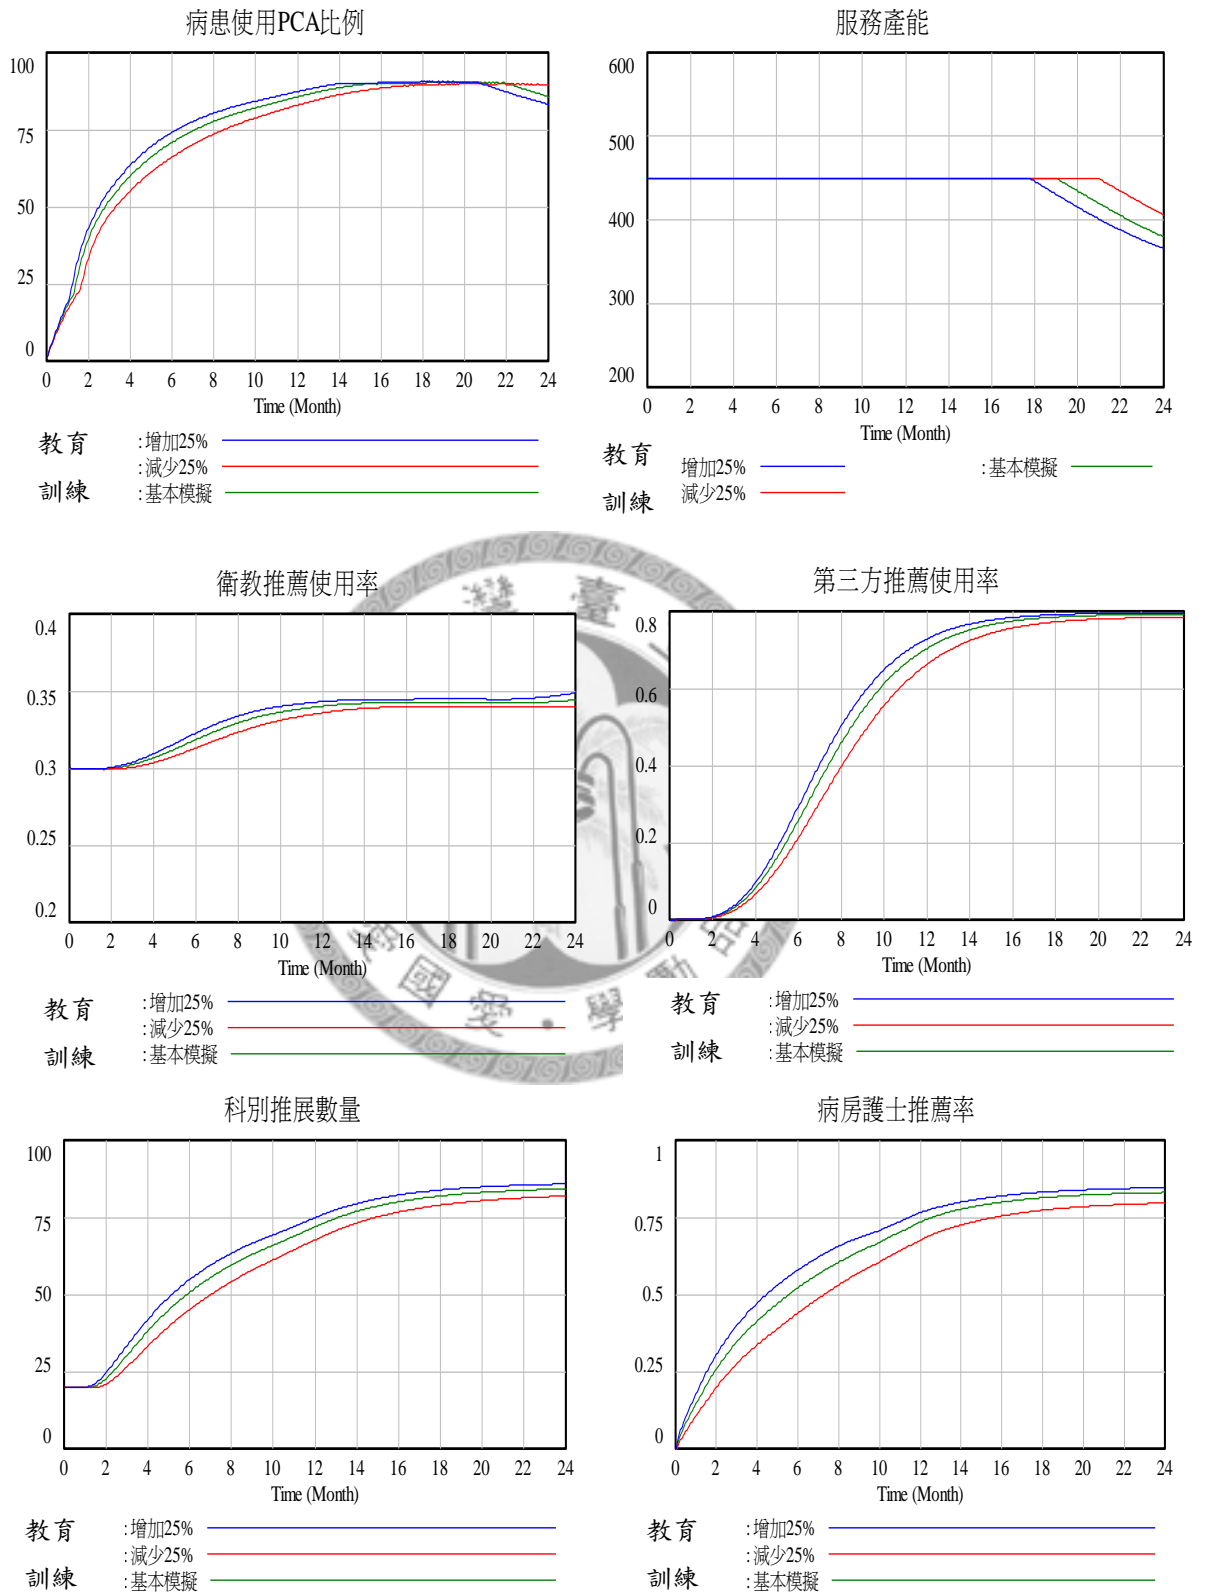 病患使用PCA比例
100
75
50
25
0
0 2 4 6 8 10 12 14 16 18 20 22 24
Time (Month)
教育 :增加25%
:減少25%
訓練 :基本模擬
服務產能
600
500
400
300
200
0 2 4 6 8 10 12 14 16 18 20 22 24
Time (Month)
教育 增加25% :基本模擬
訓練 減少25%
衛教推薦使用率
0.4
0.35
0.3
0.25
0.2
0 2 4 6 8 10 12 14 16 18 20 22 24
Time (Month)
教育 :增加25%
:減少25%
訓練 :基本模擬
第三方推薦使用率
0.8
0.6
0.4
0.2
0
0 2 4 6 8 10 12 14 16 18 20 22 24
Time (Month)
教育 :增加25%
:減少25%
訓練 :基本模擬
科別推展數量
100
75
50
25
0
0 2 4 6 8 10 12 14 16 18 20 22 24
Time (Month)
教育 :增加25%
:減少25%
訓練 :基本模擬
病房護士推薦率
1
0.75
0.5
0.25
0
0 2 4 6 8 10 12 14 16 18 20 22 24
Time (Month)
教育 :增加25%
:減少25%
訓練 :基本模擬